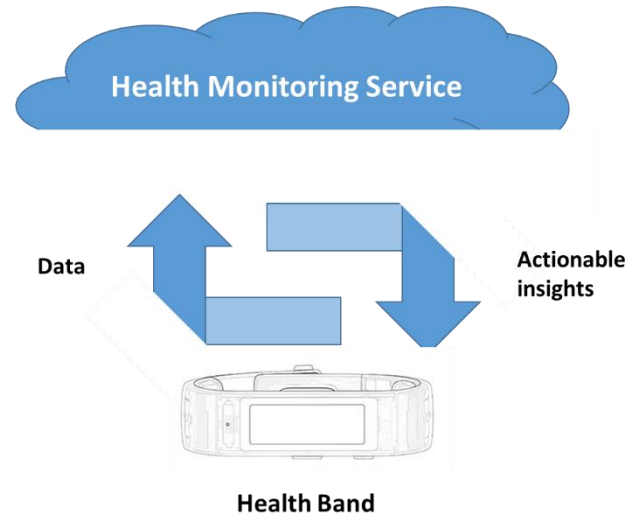 Health Monitoring Service
Data
Actionable
insights
Health Band